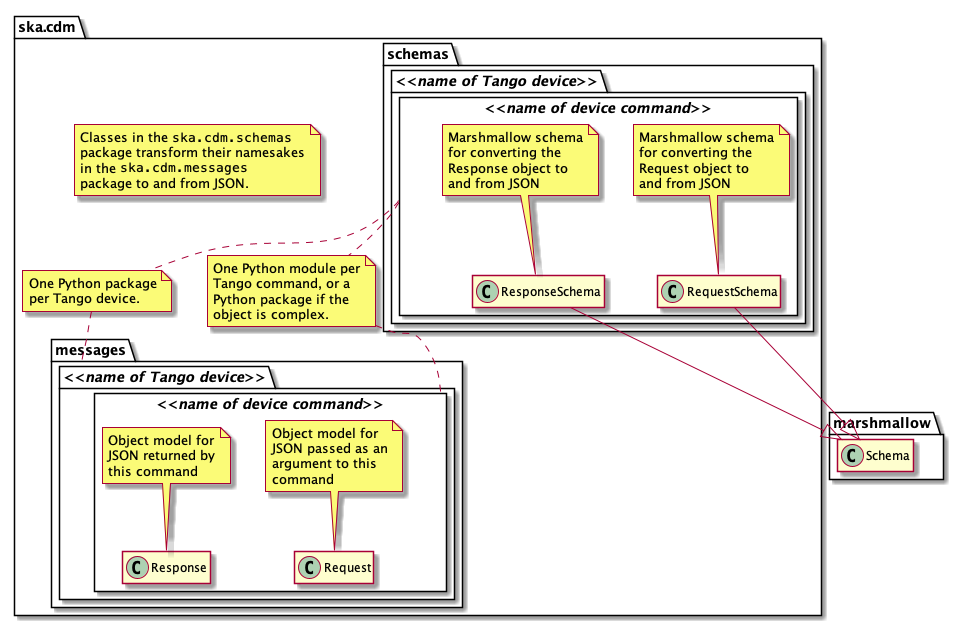 ska.cdm
schemas
<<name of Tango device>>
<<name of device command>>
Classes in the ska.cdm.schemas
package transform their namesakes
in the ska.cdm.messages
package to and from JSON.
Marshmallow schema
for converting the
Response object to
and from JSON
Marshmallow schema
for converting the
Request object to
and from JSON
One Python package
per Tango device.
One Python module per
Tango command, or a
Python package if the
object is complex.
C ResponseSchema
C RequestSchema
messages
<<name of Tango device>>
<<name of device command>>
Object model for
JSON returned by
this command
Object model for
JSON passed as an
argument to this
command
C Response
C Request
marshmallow
C Schema